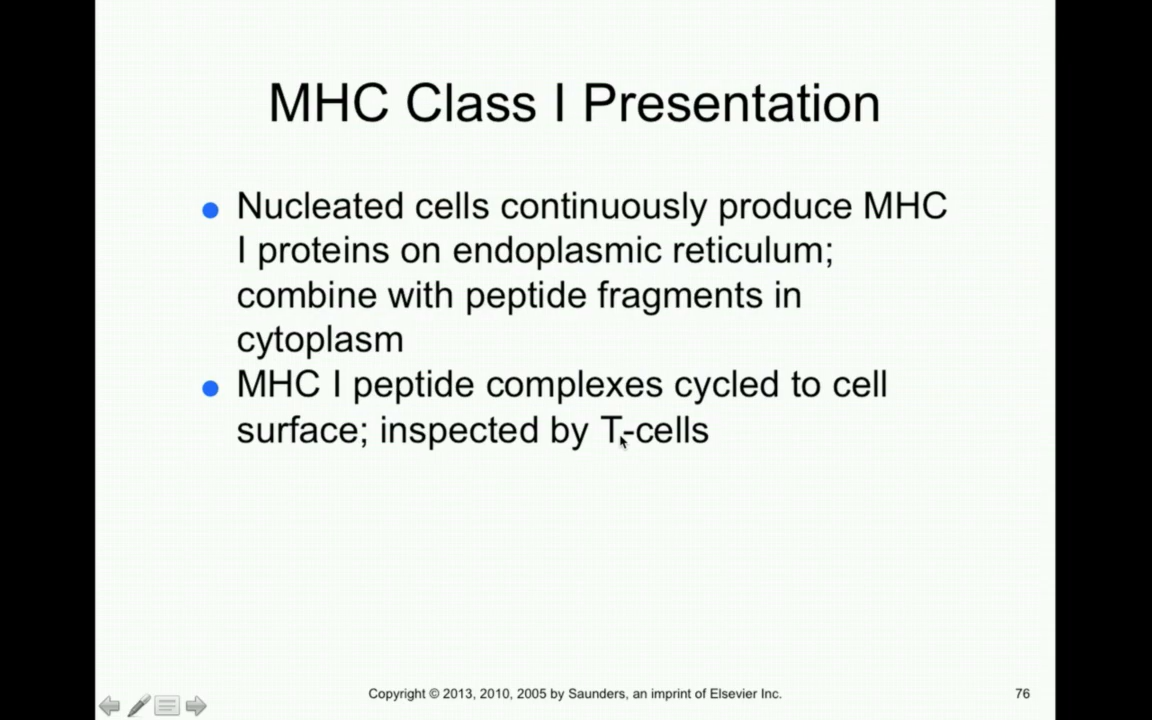 MHC Class I Presentation
● Nucleated cells continuously produce MHC
I proteins on endoplasmic reticulum;
combine with peptide fragments in
cytoplasm
● MHC I peptide complexes cycled to cell
surface; inspected by T-cells
Copyright © 2013, 2010, 2005 by Saunders, an imprint of Elsevier Inc.
76